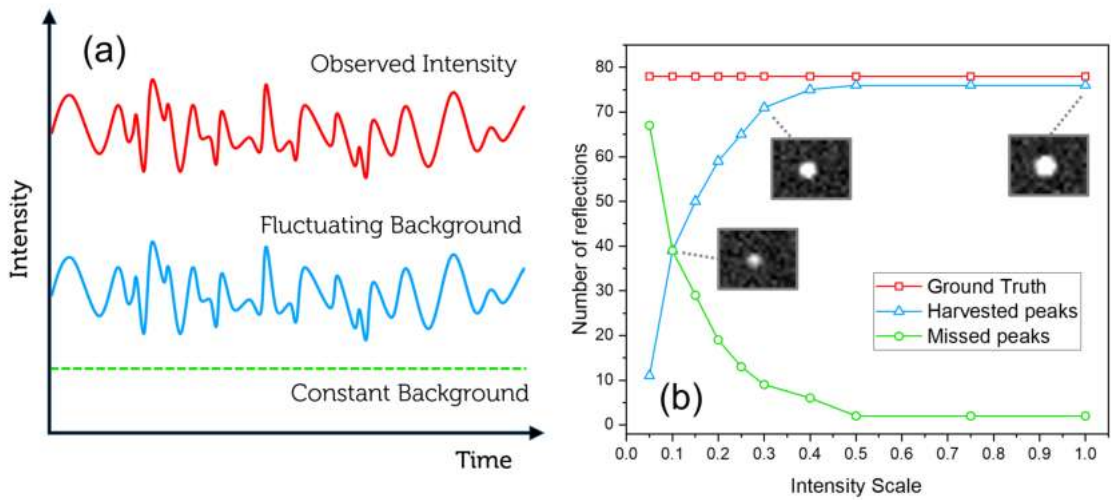 (a)
Observed Intensity
Fluctuating Background
Constant Background
Intensity
Time
80
70
60
50
40
30
20
10
0
Number of reflections
Ground Truth
Harvested peaks
Missed peaks
(b)
0.0 0.1 0.2 0.3 0.4 0.5 0.6 0.7 0.8 0.9 1.0
Intensity Scale